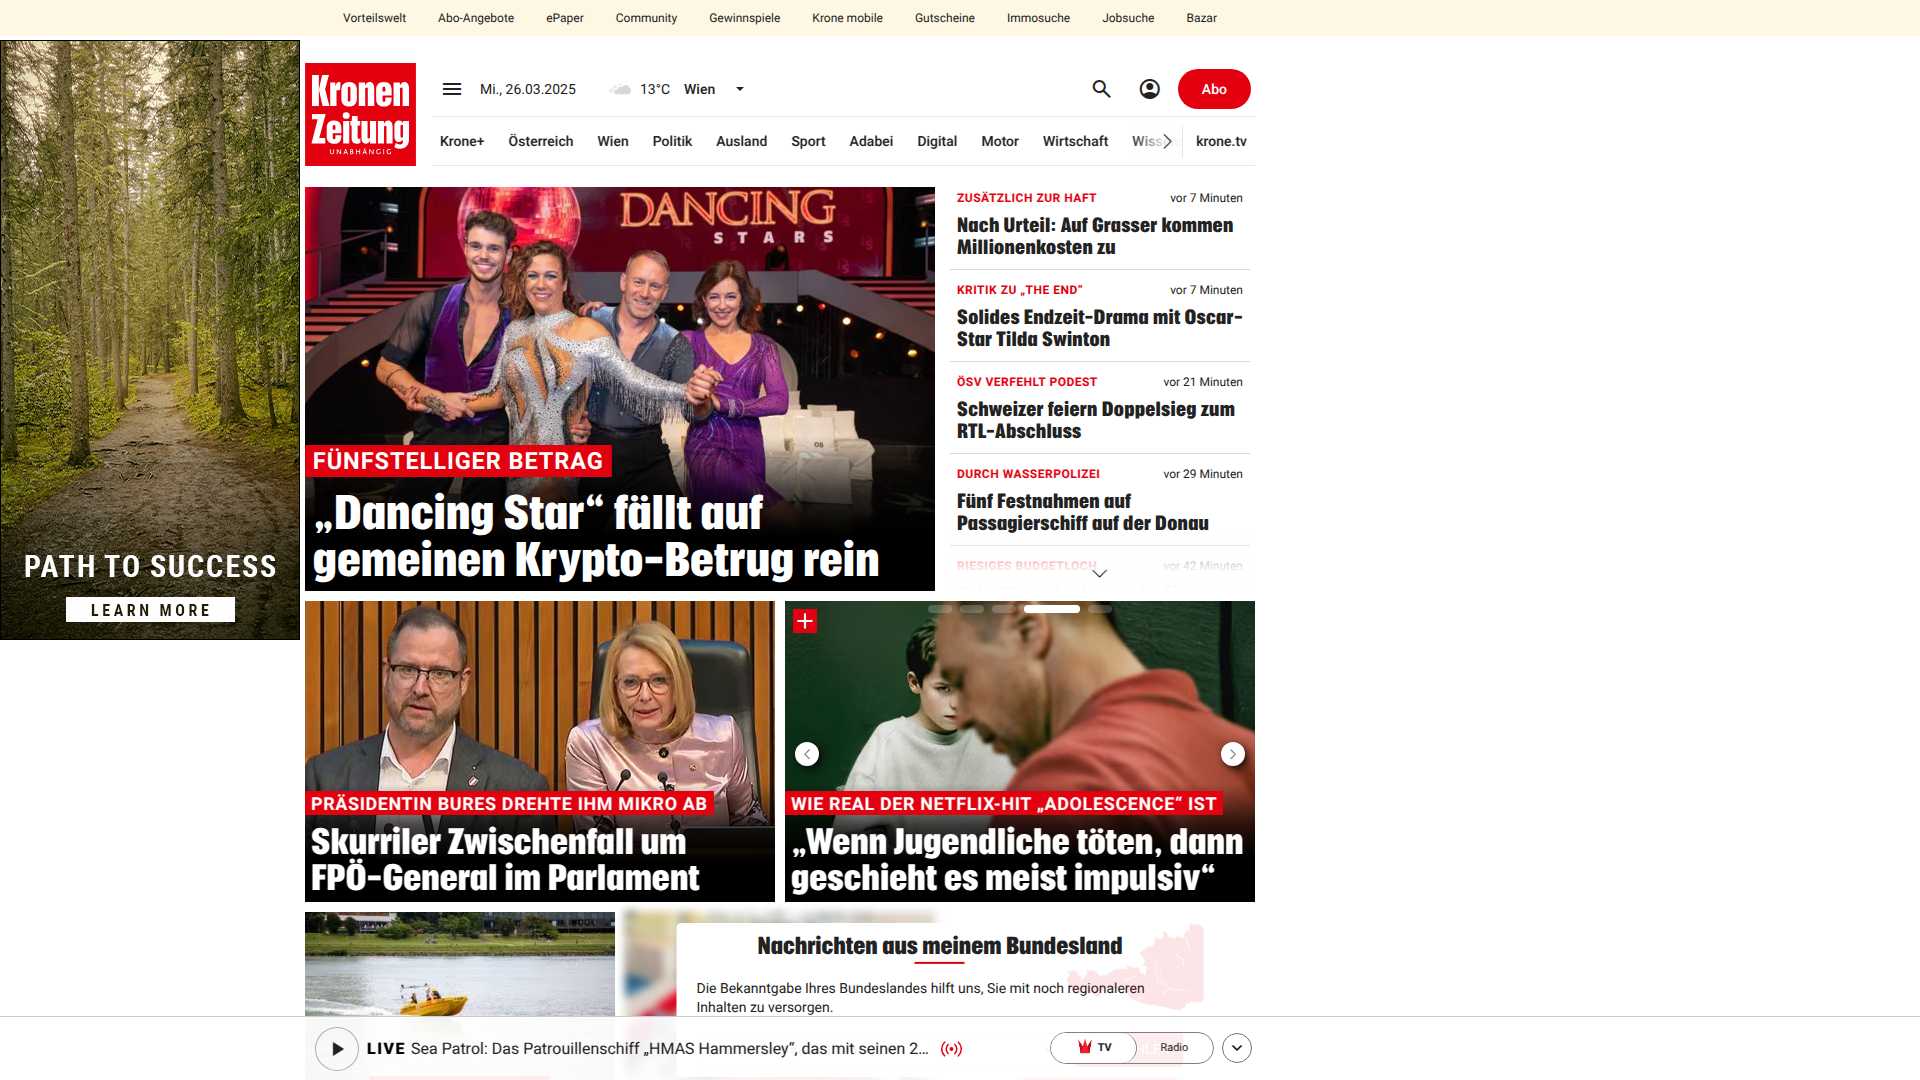 Vorteilswelt Abo-Angebote ePaper Community Gewinnspiele Krone mobile Gutscheine Immosuche Jobsuche Bazar
Kronen
Zeitung
UNABHÄNGIG
Mi., 26.03.2025 13°C Wien Abo
Krone+ Österreich Wien Politik Ausland Sport Adabei Digital Motor Wirtschaft krone.tv
PATH TO SUCCESS
LEARN MORE
DANCING
STARS
FÜNFSTELLIGER BETRAG
„Dancing Star“ fällt auf
gemeinen Krypto-Betrug rein
ZUSÄTZLICH ZUR HAFT vor 7 Minuten
Nach Urteil: Auf Grasser kommen
Millionenkosten zu
KRITIK ZU „THE END“ vor 7 Minuten
Solides Endzeit-Drama mit Oscar-
Star Tilda Swinton
ÖSV VERFEHLT PODEST vor 21 Minuten
Schweizer feiern Doppelsieg zum
RTL-Abschluss
DURCH WASSERPOLIZEI vor 29 Minuten
Fünf Festnahmen auf
Passagierschiff auf der Donau
RIESIGES BUDGETLOCH vor 42 Minuten
PRÄSIDENTIN BURES DREHTE IHM MIKRO AB
Skurriler Zwischenfall um
FPÖ-General im Parlament
WIE REAL DER NETFLIX-HIT „ADOLESCENCE“ IST
„Wenn Jugendliche töten, dann
geschieht es meist impulsiv“
Nachrichten aus meinem Bundesland
Die Bekanntgabe Ihres Bundeslandes hilft uns, Sie mit noch regionaleren
Inhalten zu versorgen.
LIVE Sea Patrol: Das Patrouillenschiff „HMAS Hammersley“, das mit seinen 2... TV Radio